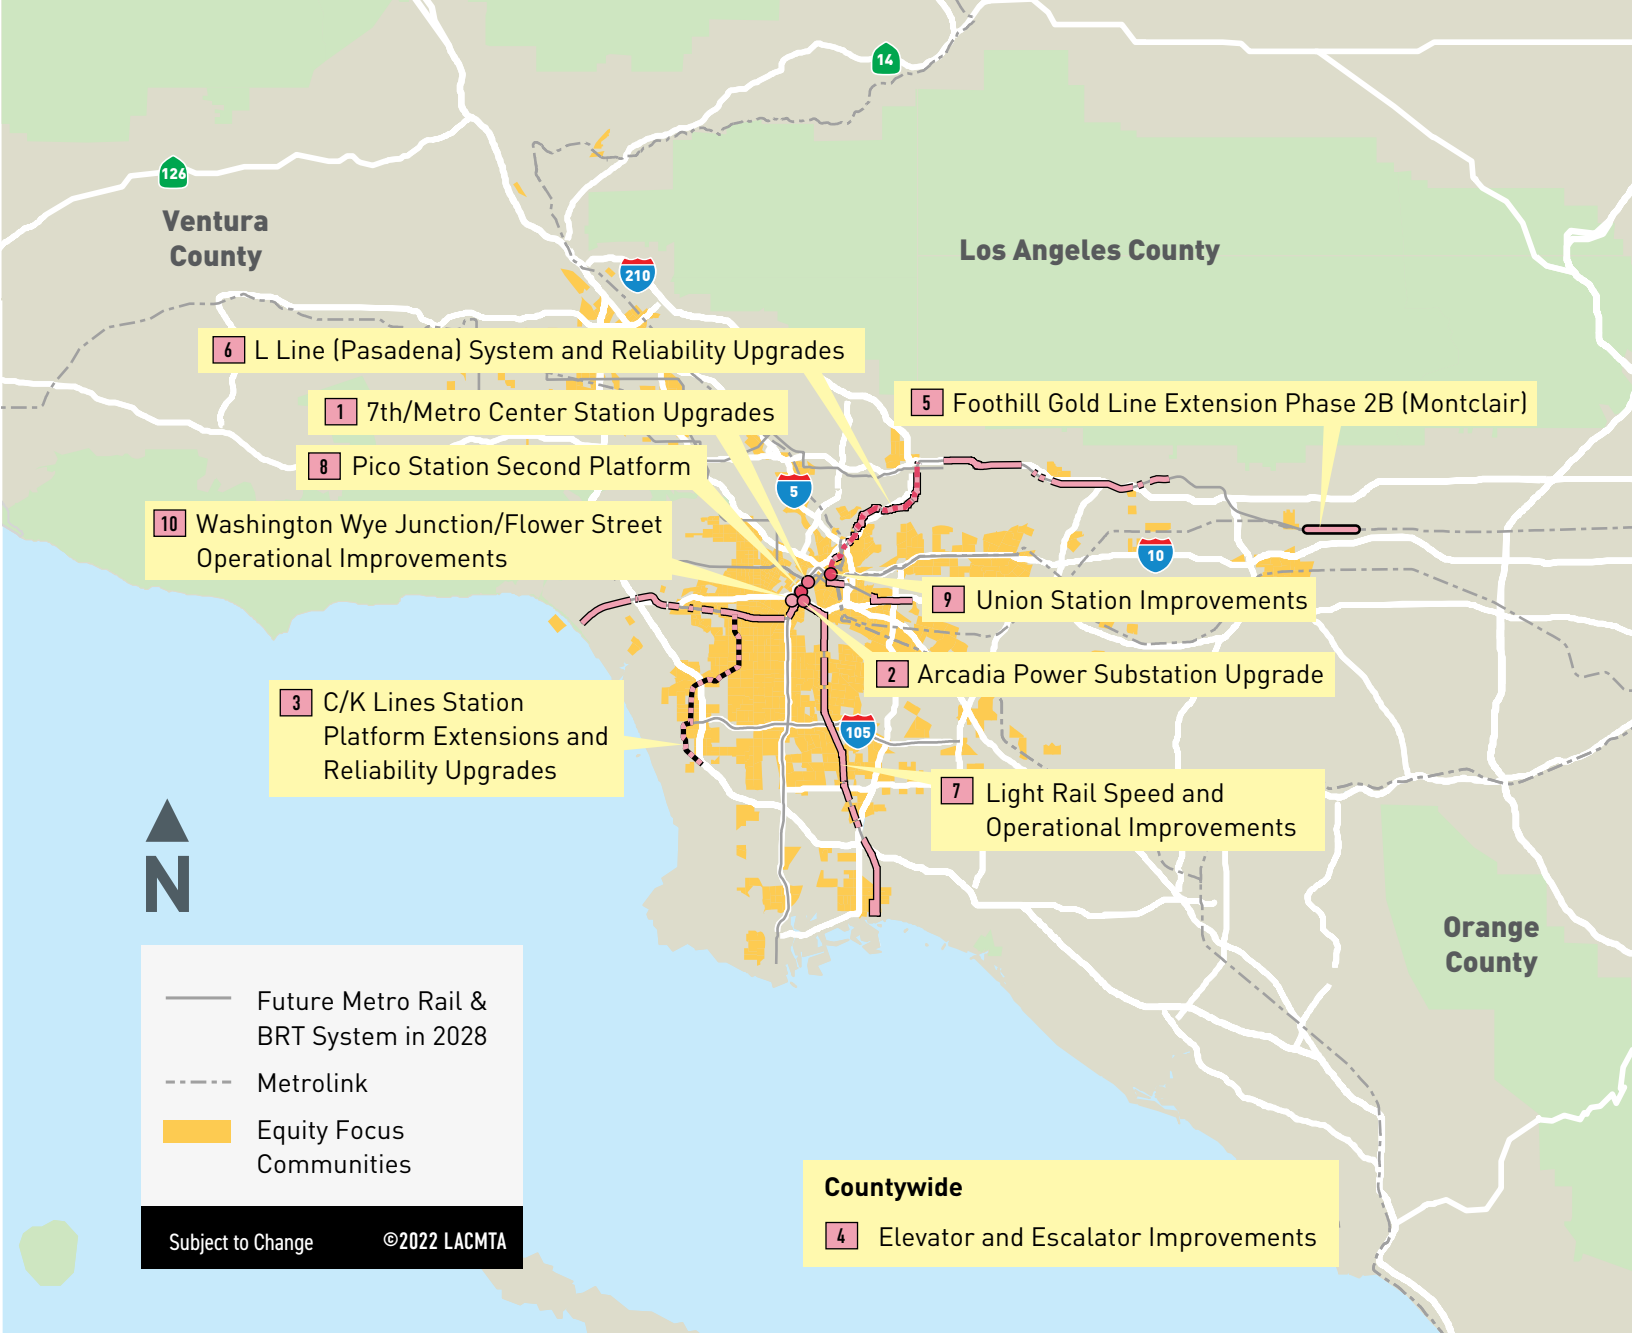 14
126
Ventura
County
Los Angeles County
210
6 L Line (Pasadena) System and Reliability Upgrades
1 7th/Metro Center Station Upgrades
5 Foothill Gold Line Extension Phase 2B (Montclair)
8 Pico Station Second Platform
5
10 Washington Wye Junction/Flower Street
Operational Improvements
10
9 Union Station Improvements
2 Arcadia Power Substation Upgrade
3 C/K Lines Station
Platform Extensions and
Reliability Upgrades
105
7 Light Rail Speed and
Operational Improvements
N
Orange
County
Future Metro Rail &
BRT System in 2028
Metrolink
Equity Focus
Communities
Subject to Change ©2022 LACMTA
Countywide
4 Elevator and Escalator Improvements